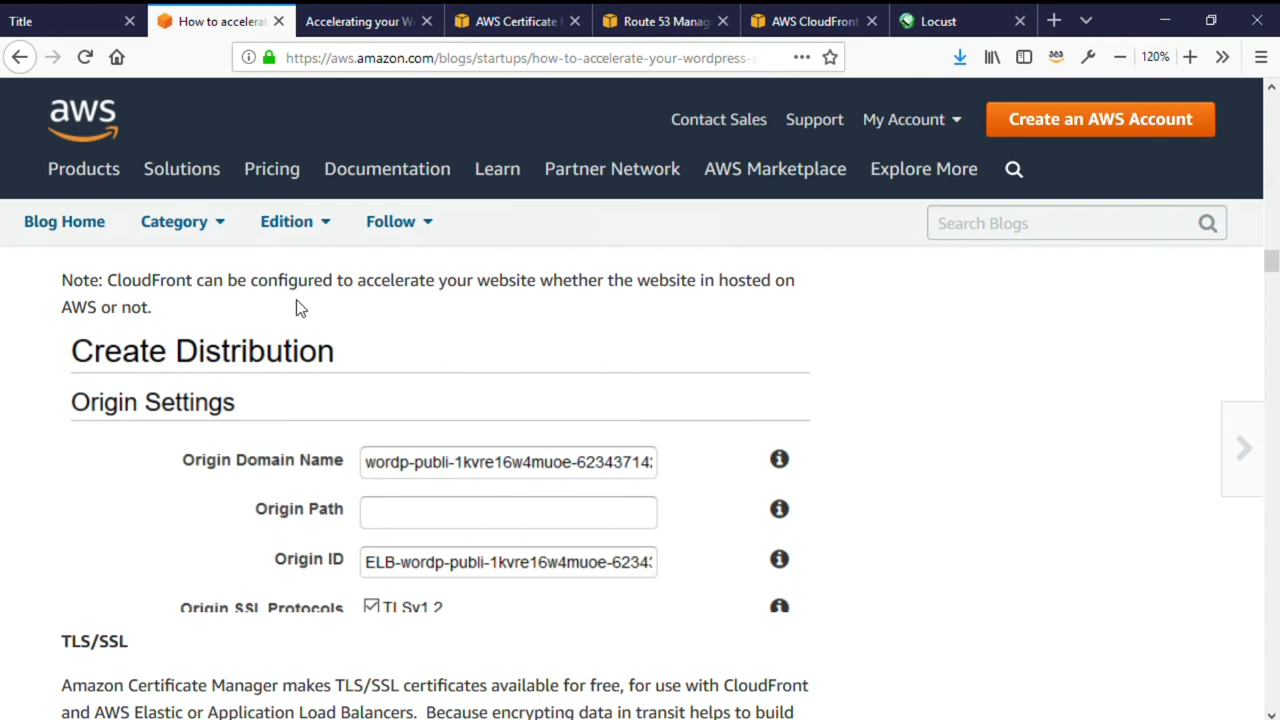 Title
How to accelerat
Accelerating your W
AWS Certificate
Route 53 Manag
AWS CloudFront
Locust
https://aws.amazon.com/blogs/startups/how-to-accelerate-your-wordpress-s
120%
aws
Contact Sales Support My Account Create an AWS Account
Products Solutions Pricing Documentation Learn Partner Network AWS Marketplace Explore More
Blog Home Category Edition Follow Search Blogs
Note: CloudFront can be configured to accelerate your website whether the website in hosted on
AWS or not.
Create Distribution
Origin Settings
Origin Domain Name wordp-publi-1kvre16w4muoe-62343714
Origin Path
Origin ID ELB-wordp-publi-1kvre16w4muoe-6234
Origin SSL Protocols TLSv1.2
TLS/SSL
Amazon Certificate Manager makes TLS/SSL certificates available for free, for use with CloudFront
and AWS Elastic or Application Load Balancers. Because encrypting data in transit helps to build